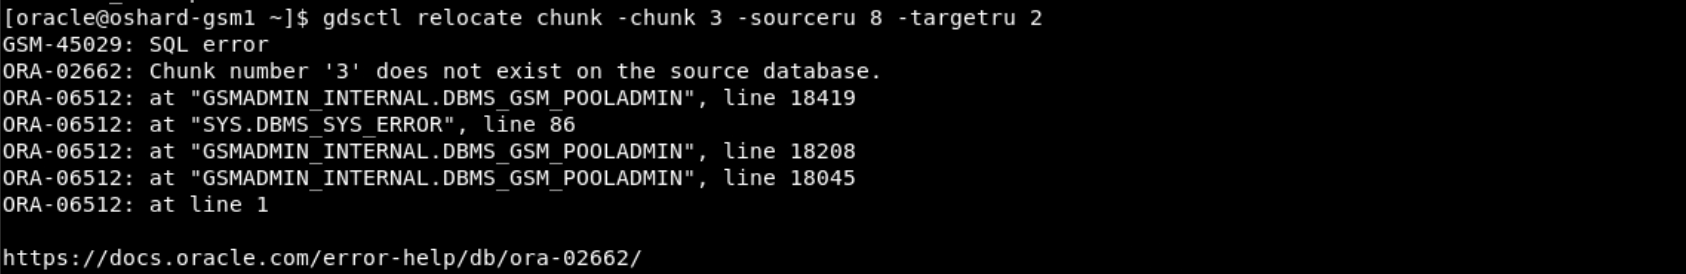 [oracle@oshard-gsm1 ~]$ gdsctl relocate chunk -chunk 3 -sourceru 8 -targetru 2
GSM-45029: SQL error
ORA-02662: Chunk number '3' does not exist on the source database.
ORA-06512: at "GSMADMIN_INTERNAL.DBMS_GSM_POOLADMIN", line 18419
ORA-06512: at "SYS.DBMS_SYS_ERROR", line 86
ORA-06512: at "GSMADMIN_INTERNAL.DBMS_GSM_POOLADMIN", line 18208
ORA-06512: at "GSMADMIN_INTERNAL.DBMS_GSM_POOLADMIN", line 18045
ORA-06512: at line 1
https://docs.oracle.com/error-help/db/ora-02662/